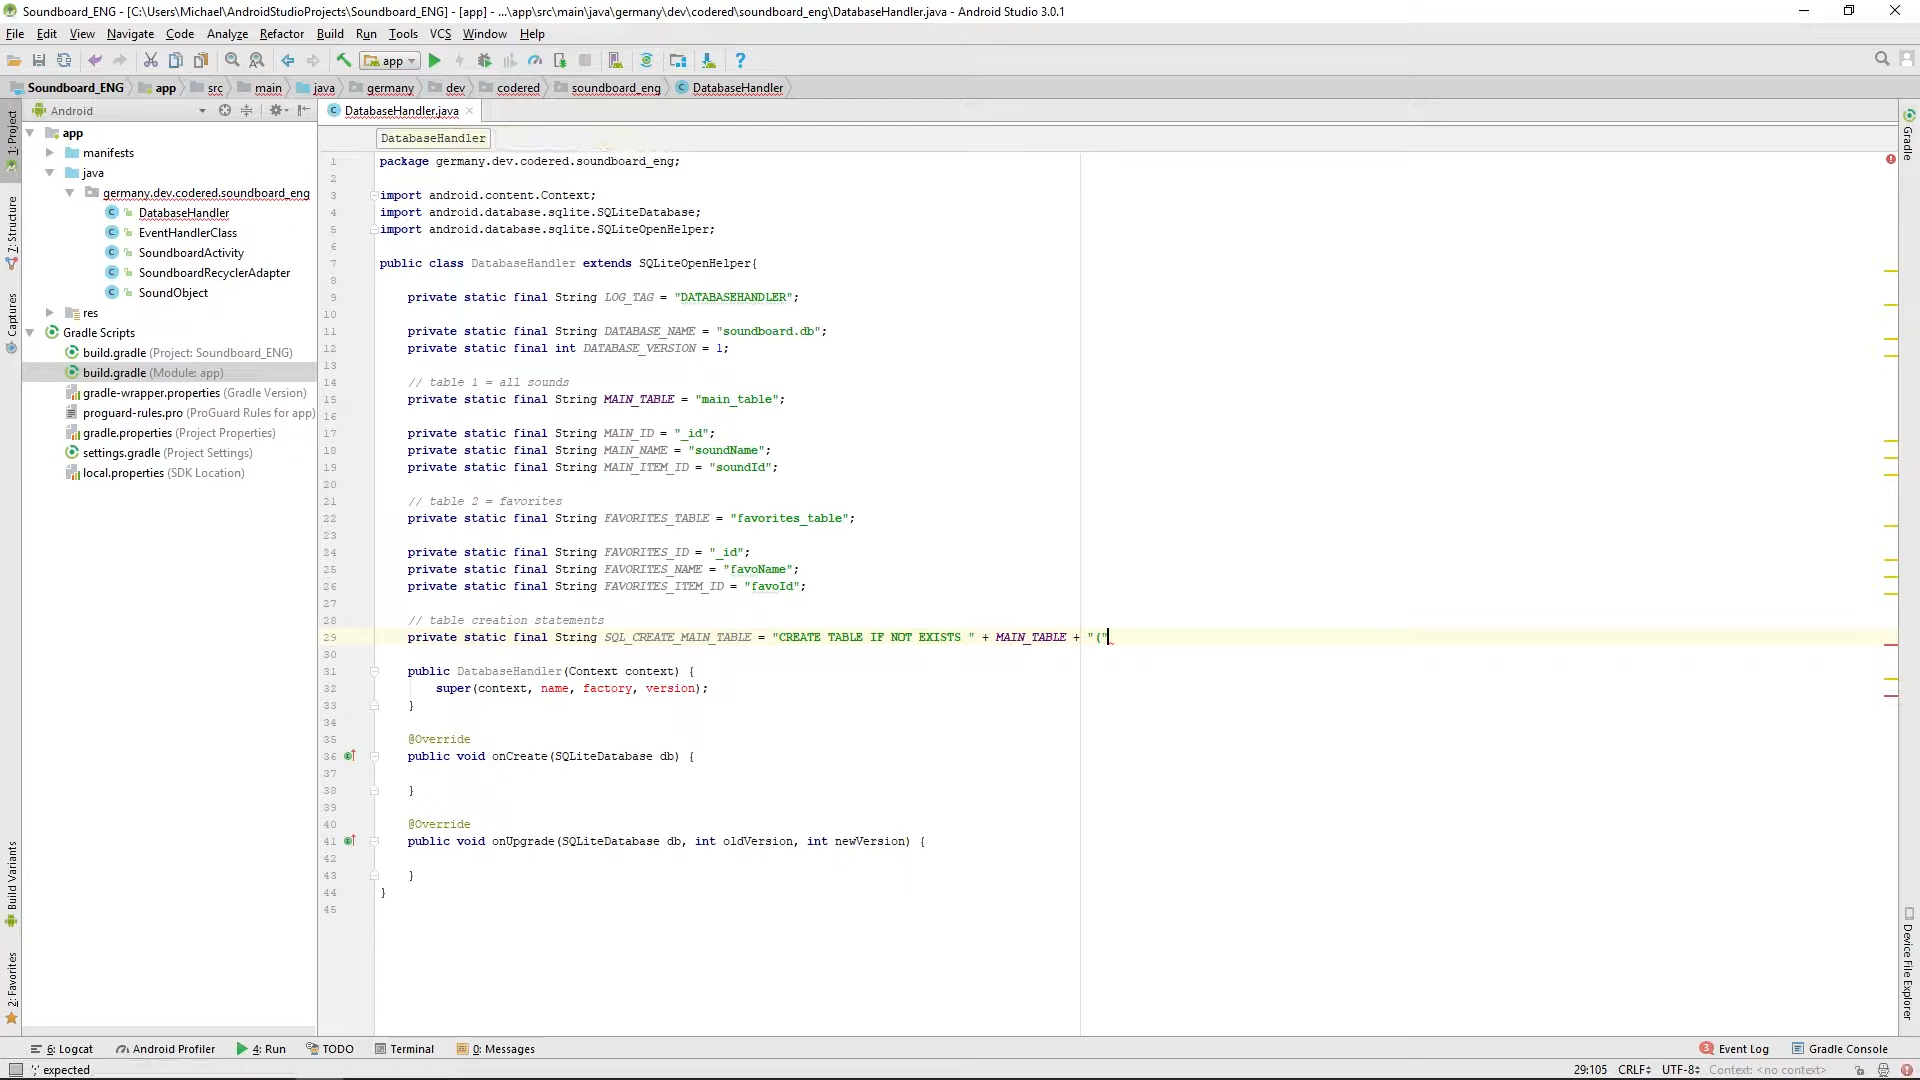 Soundboard_ENG - [C:\Users\Michael\AndroidStudioProjects\Soundboard_ENG] - [app] - ...\app\src\main\java\germany\dev\codered\soundboard_eng\DatabaseHandler.java - Android Studio 3.0.1
File Edit View Navigate Code Analyze Refactor Build Run Tools VCS Window Help
app
Soundboard_ENG app src main java germany dev codered soundboard_eng DatabaseHandler
Android
DatabaseHandler.java
DatabaseHandler
1: Project
7: Structure
Captures
Build Variants
2: Favorites
app
manifests
java
germany.dev.codered.soundboard_eng
DatabaseHandler
EventHandlerClass
SoundboardActivity
SoundboardRecyclerAdapter
SoundObject
res
Gradle Scripts
build.gradle (Project: Soundboard_ENG)
build.gradle (Module: app)
gradle-wrapper.properties (Gradle Version)
proguard-rules.pro (ProGuard Rules for app)
gradle.properties (Project Properties)
settings.gradle (Project Settings)
local.properties (SDK Location)
1 package germany.dev.codered.soundboard_eng;
2
3 import android.content.Context;
4 import android.database.sqlite.SQLiteDatabase;
5 import android.database.sqlite.SQLiteOpenHelper;
6
7 public class DatabaseHandler extends SQLiteOpenHelper{
8
9 private static final String LOG_TAG = "DATABASEHANDLER";
10
11 private static final String DATABASE_NAME = "soundboard.db";
12 private static final int DATABASE_VERSION = 1;
13
14 // table 1 = all sounds
15 private static final String MAIN_TABLE = "main_table";
16
17 private static final String MAIN_ID = "_id";
18 private static final String MAIN_NAME = "soundName";
19 private static final String MAIN_ITEM_ID = "soundId";
20
21 // table 2 = favorites
22 private static final String FAVORITES_TABLE = "favorites_table";
23
24 private static final String FAVORITES_ID = "_id";
25 private static final String FAVORITES_NAME = "favoName";
26 private static final String FAVORITES_ITEM_ID = "favoId";
27
28 // table creation statements
29 private static final String SQL_CREATE_MAIN_TABLE = "CREATE TABLE IF NOT EXISTS " + MAIN_TABLE + "("
30
31 public DatabaseHandler(Context context) {
32 super(context, name, factory, version);
33 }
34
35 @Override
36 public void onCreate(SQLiteDatabase db) {
37
38 }
39
40 @Override
41 public void onUpgrade(SQLiteDatabase db, int oldVersion, int newVersion) {
42
43 }
44 }
45
Gradle
Device File Explorer
6: Logcat Android Profiler 4: Run TODO Terminal 0: Messages 3 Event Log Gradle Console
';' expected 29:105 CRLF UTF-8 Context: <no context>